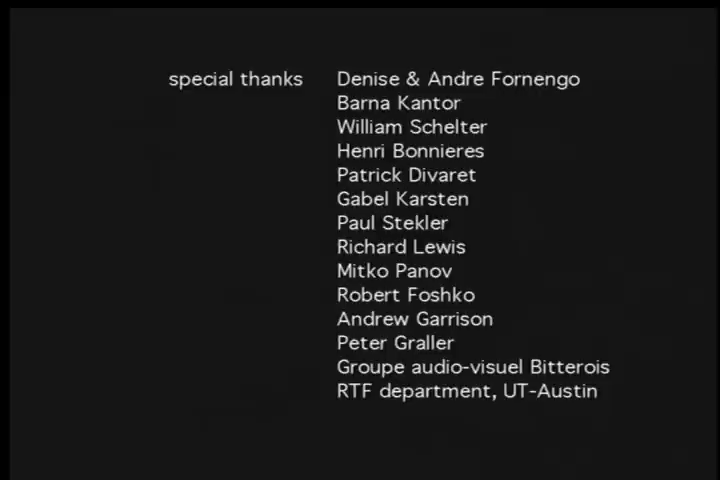 special thanks Denise & Andre Fornengo
Barna Kantor
William Schelter
Henri Bonnieres
Patrick Divaret
Gabel Karsten
Paul Stekler
Richard Lewis
Mitko Panov
Robert Foshko
Andrew Garrison
Peter Graller
Groupe audio-visuel Bitterois
RTF department, UT-Austin